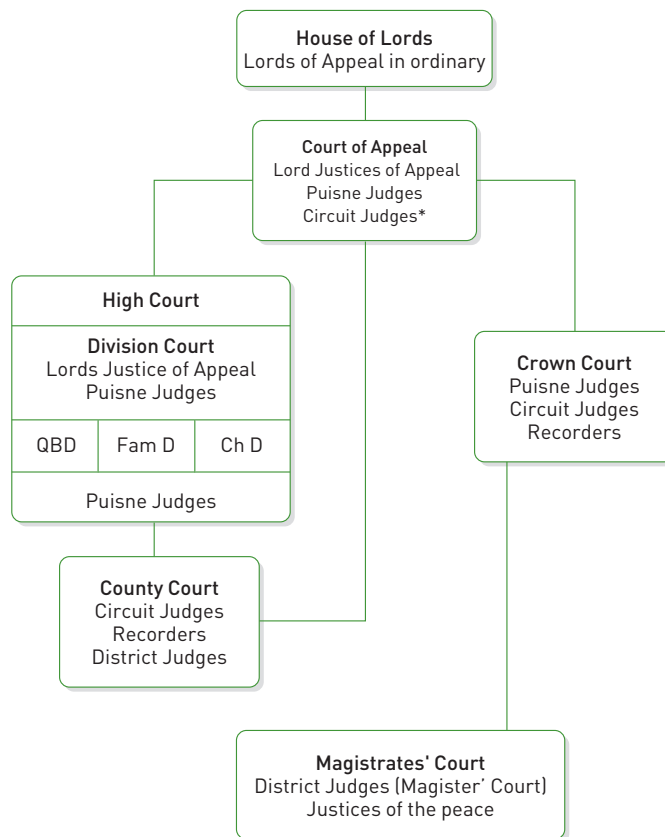 House of Lords
Lords of Appeal in ordinary
Court of Appeal
Lord Justices of Appeal
Puisne Judges
Circuit Judges*
High Court
Division Court
Lords Justice of Appeal
Puisne Judges
QBD
Fam D
Ch D
Puisne Judges
Crown Court
Puisne Judges
Circuit Judges
Recorders
County Court
Circuit Judges
Recorders
District Judges
Magistrates' Court
District Judges (Magister’ Court)
Justices of the peace